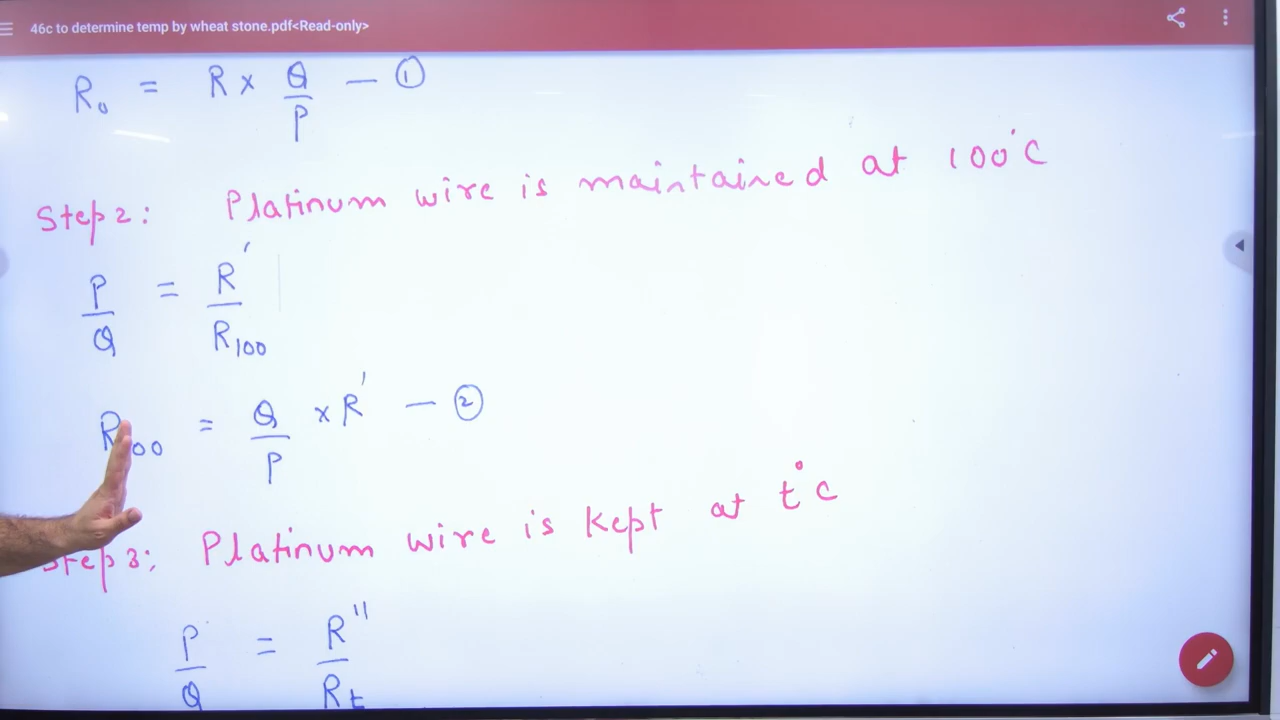 46c to determine temp by wheat stone.pdf<Read-only>
R₀ = R × Q/P — ①
Step 2: Platinum wire is maintained at 100°C
P/Q = R'/R₁₀₀
R₁₀₀ = Q/P × R' — ②
Step 3: Platinum wire is kept at t°c
P/Q = R''/Rt